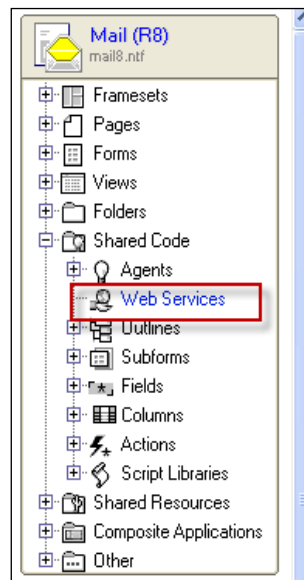 Mail (R8)
mail8.ntf
Framesets
Pages
Forms
Views
Folders
Shared Code
Agents
Web Services
Outlines
Subforms
Fields
Columns
Actions
Script Libraries
Shared Resources
Composite Applications
Other